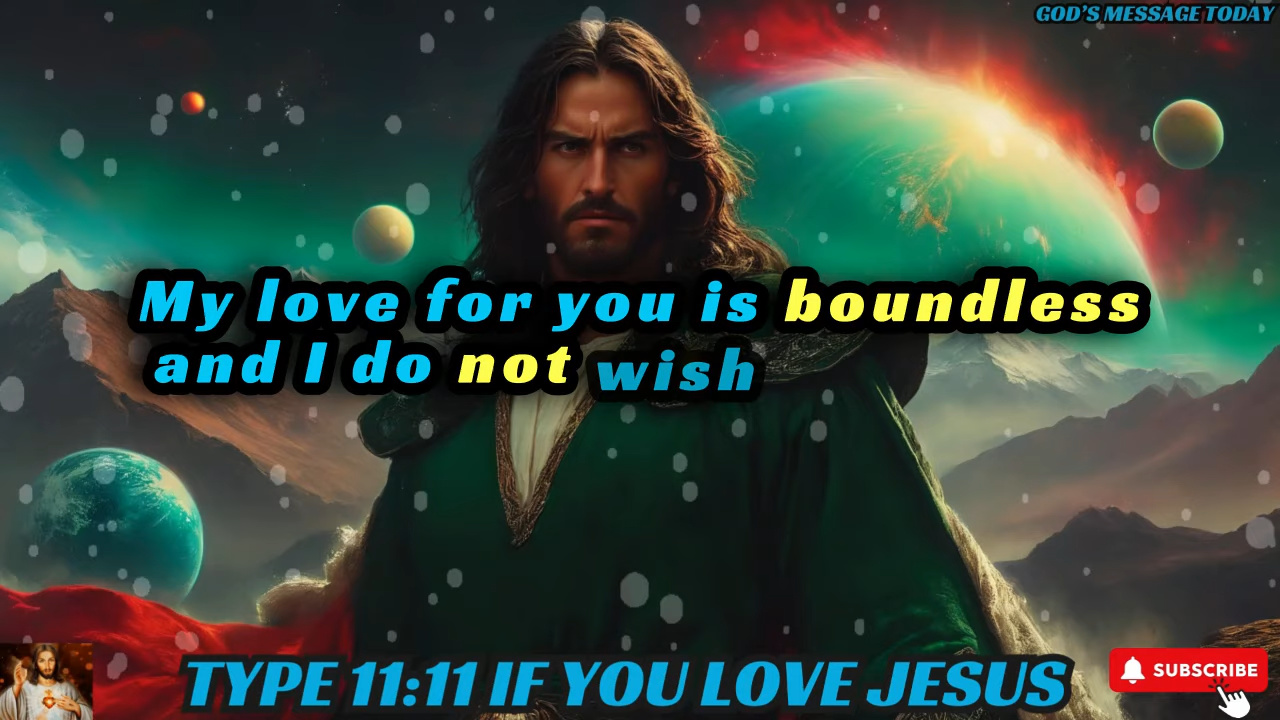 GOD'S MESSAGE TODAY
My love for you is boundless
and I do not wish
TYPE 11:11 IF YOU LOVE JESUS
SUBSCRIBE